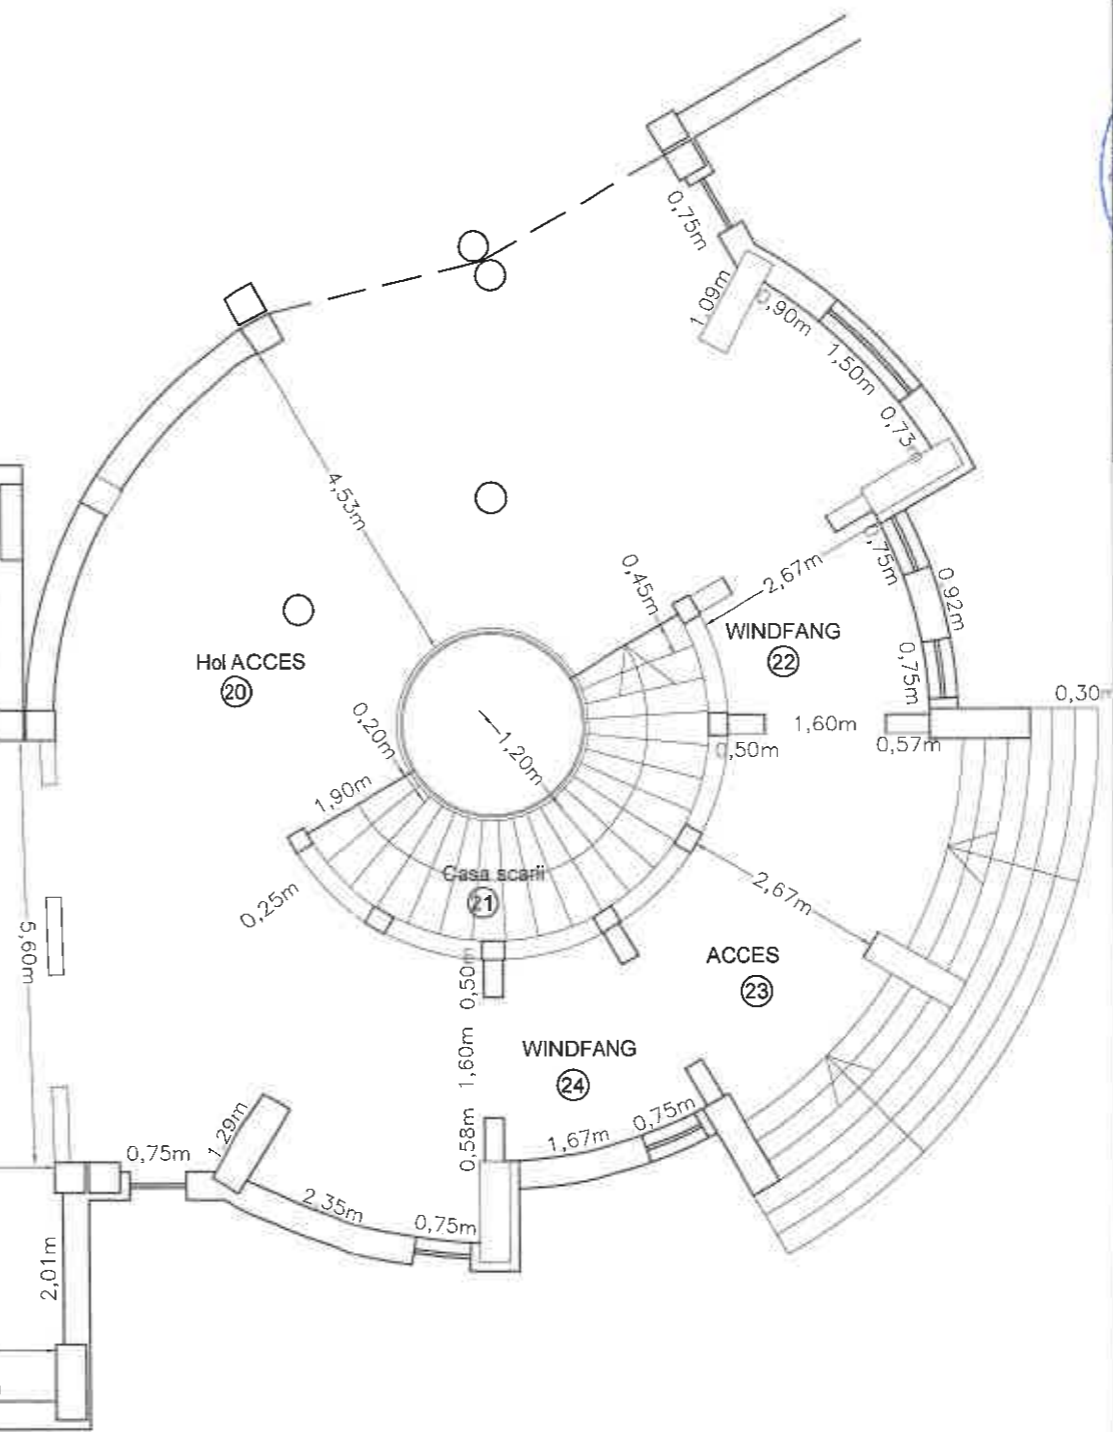 0,75m
1,09m
0,90m
1,50m
0,73
4,53m
0,75m
0,45m
2,67m
0,92m
WINDFANG
22
Hol ACCES
20
0,75m
0,30m
0,20m
1,20m
1,60m
0,50m
0,57m
1,90m
Casa scarii
21
0,25m
2,67m
5,60m
0,50m
ACCES
23
1,60m
WINDFANG
24
0,58m
0,75m
1,67m
1,29m
0,75m
2,35m
0,75m
2,01m